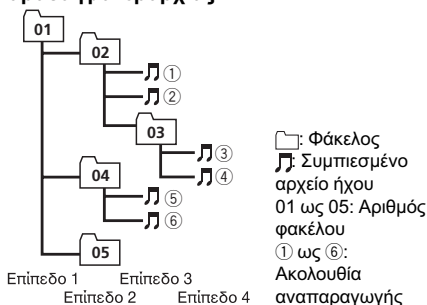 01
02
①
②
03
③
④
04
⑤
⑥
05
Επίπεδο 1
Επίπεδο 2
Επίπεδο 3
Επίπεδο 4
: Φάκελος
: Συμπιεσμένο
αρχείο ήχου
01 ως 05: Αριθμός
φακέλου
① ως ⑥:
Ακολουθία
αναπαραγωγής